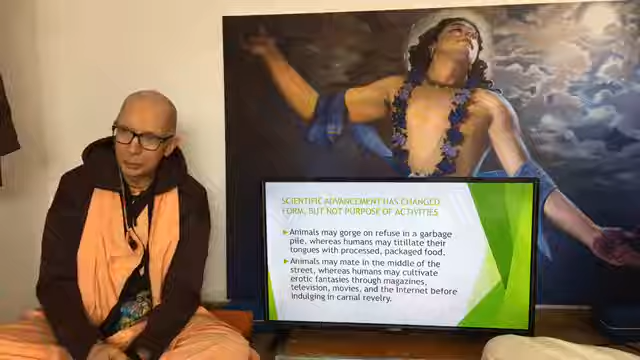 SCIENTIFIC ADVANCEMENT HAS CHANGED
FORM, BUT NOT PURPOSE OF ACTIVITIES
Animals may gorge on refuse in a garbage
pile, whereas humans may titillate their
tongues with processed, packaged food.
Animals may mate in the middle of the
street, whereas humans may cultivate
erotic fantasies through magazines,
television, movies, and the Internet before
indulging in carnal revelry.